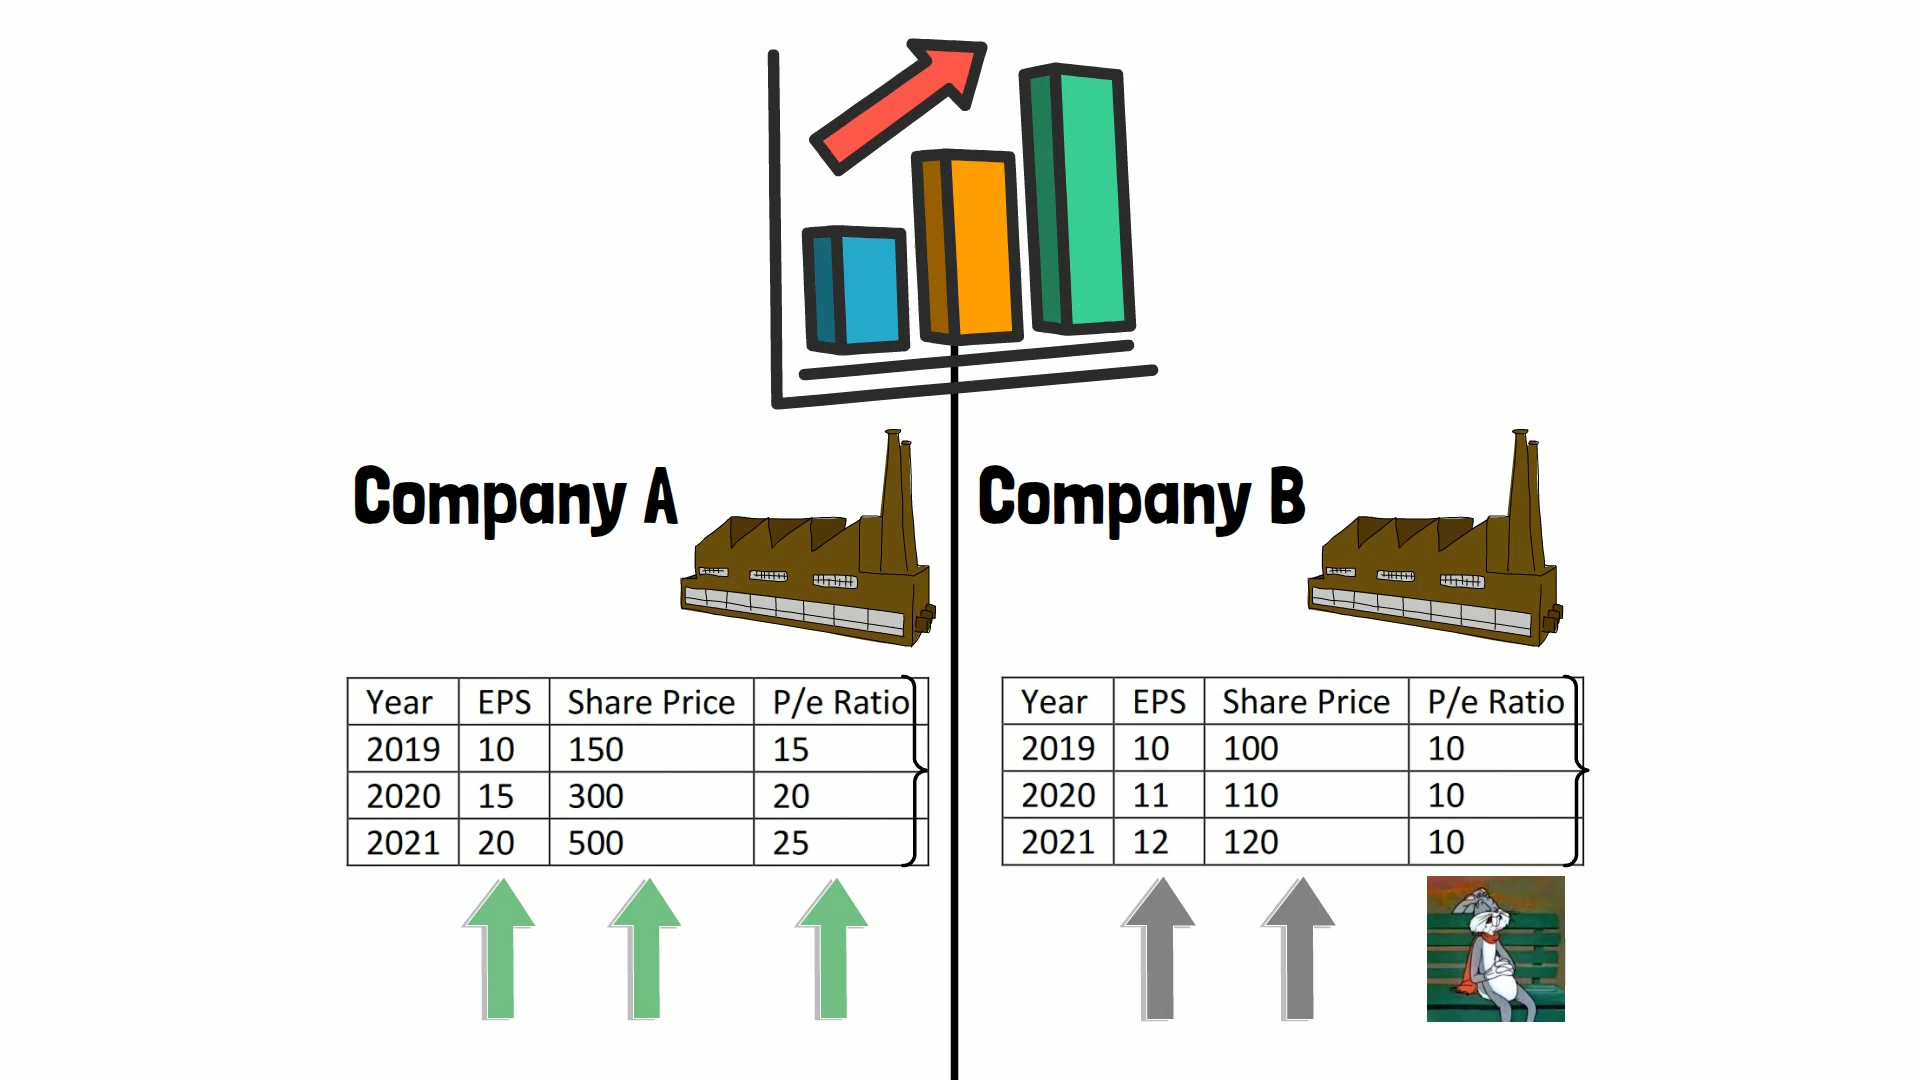 Company A
Year EPS Share Price P/e Ratio
2019 10 150 15
2020 15 300 20
2021 20 500 25
Company B
Year EPS Share Price P/e Ratio
2019 10 100 10
2020 11 110 10
2021 12 120 10